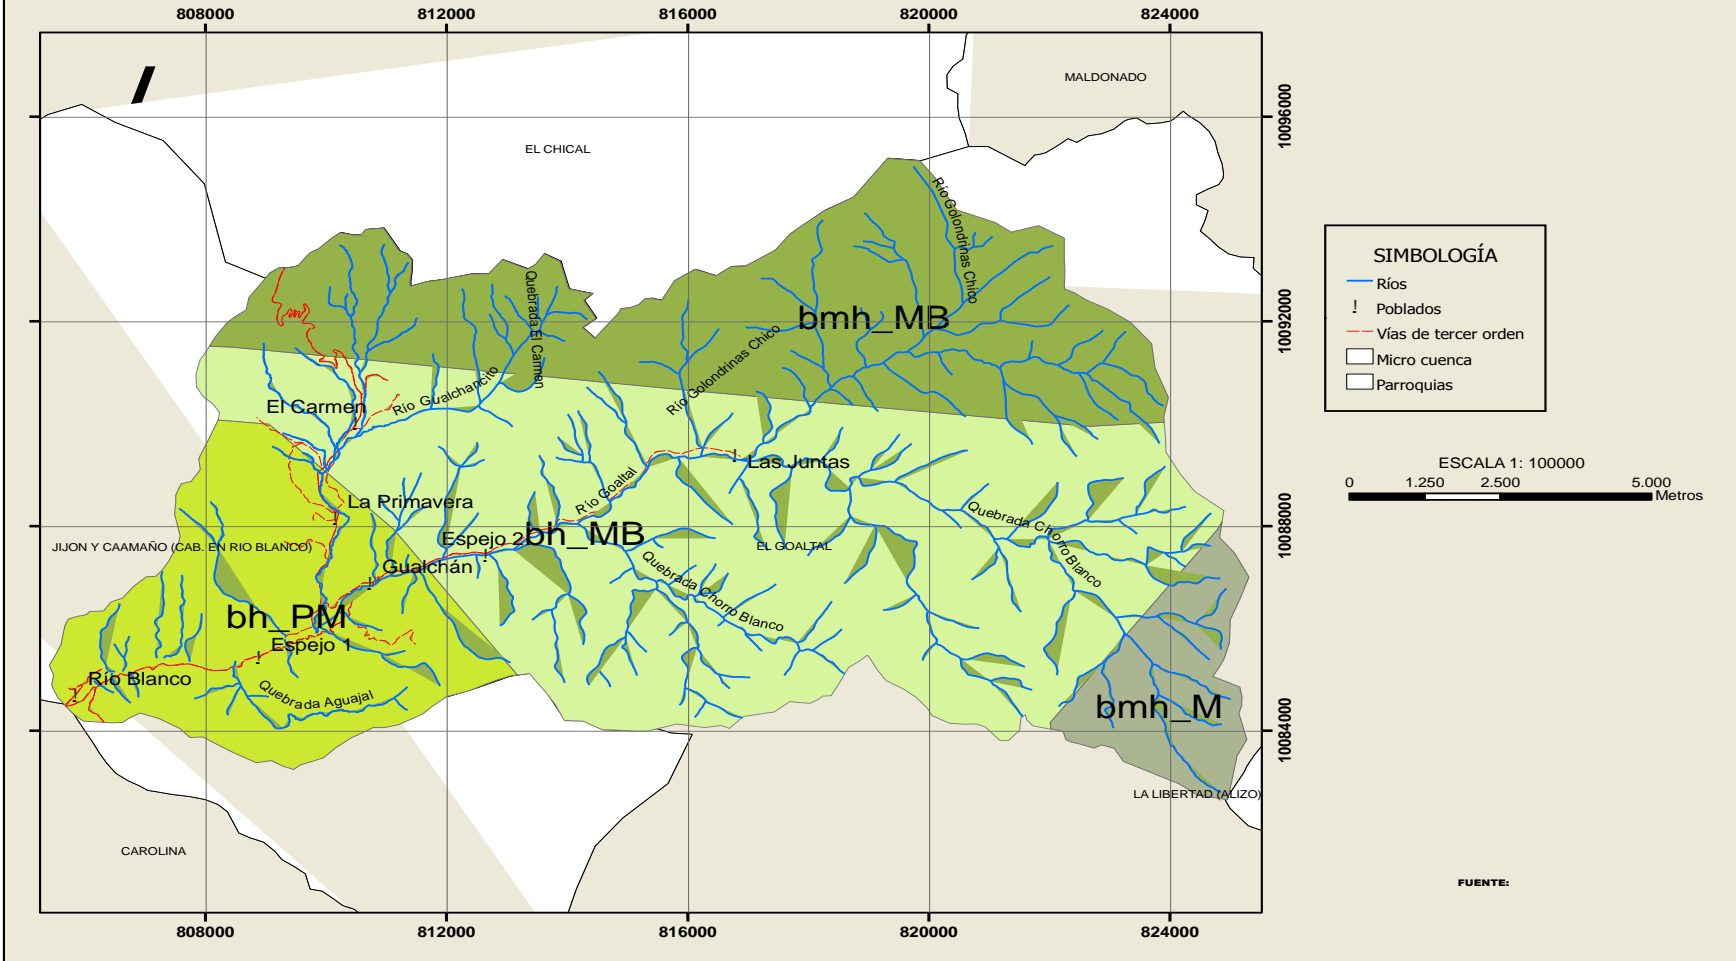 808000 812000 816000 820000 824000
MALDONADO
10096000
EL CHICAL
Río Golondrinas Chico
Quebrada El Carmen
bmh_MB
10092000
Río Golondrinas Chico
Río Gualchancito
El Carmen
Las Juntas
Río Goaltal
La Primavera
Quebrada Chorro Blanco
10088000
Espejo 2
bh_MB
JIJON Y CAAMAÑO (CAB. EN RIO BLANCO)
EL GOALTAL
Gualchán
Quebrada Chorro Blanco
bh_PM
Espejo 1
Río Blanco
Quebrada Aguajal
bmh_M
10084000
LA LIBERTAD (ALIZO)
CAROLINA
808000 812000 816000 820000 824000
SIMBOLOGÍA
Ríos
! Poblados
Vías de tercer orden
Micro cuenca
Parroquias
ESCALA 1: 100000
0 1.250 2.500 5.000
Metros
FUENTE: